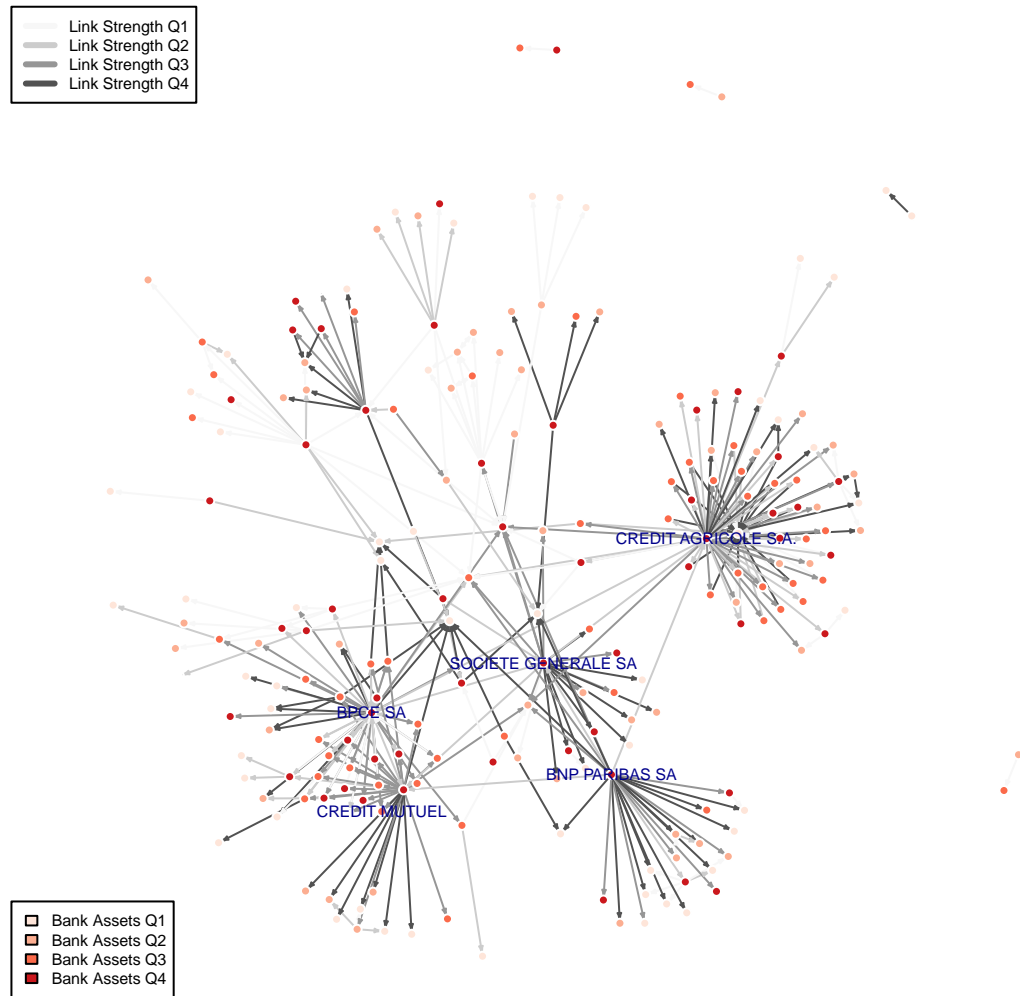 Link Strength Q1
Link Strength Q2
Link Strength Q3
Link Strength Q4
CREDIT AGRICOLE S.A.
SOCIETE GENERALE SA
BPCE SA
BNP PARIBAS SA
CREDIT MUTUEL
Bank Assets Q1
Bank Assets Q2
Bank Assets Q3
Bank Assets Q4